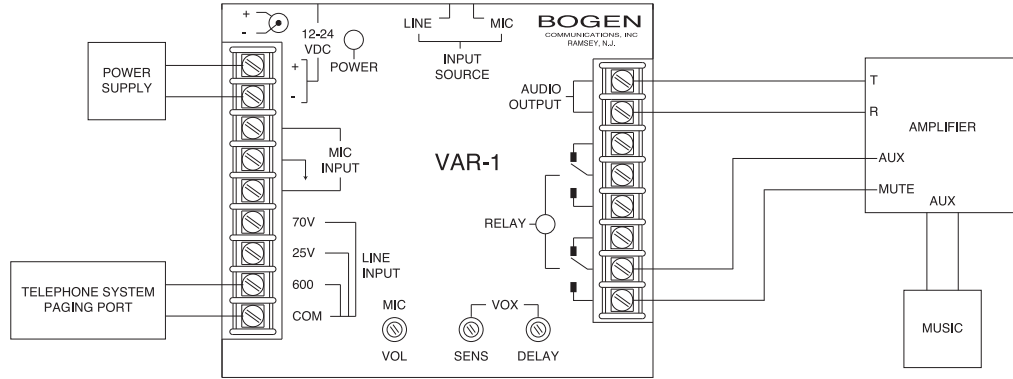 +
-
12-24
VDC
POWER
LINE
MIC
INPUT
SOURCE
BOGEN
COMMUNICATIONS, INC
RAMSEY, N.J.
POWER
SUPPLY
+
-
MIC
INPUT
70V
25V
600
COM
LINE
INPUT
TELEPHONE SYSTEM
PAGING PORT
VAR-1
MIC
VOL
VOX
SENS
DELAY
AUDIO
OUTPUT
RELAY
T
R
AUX
MUTE
AMPLIFIER
AUX
MUSIC